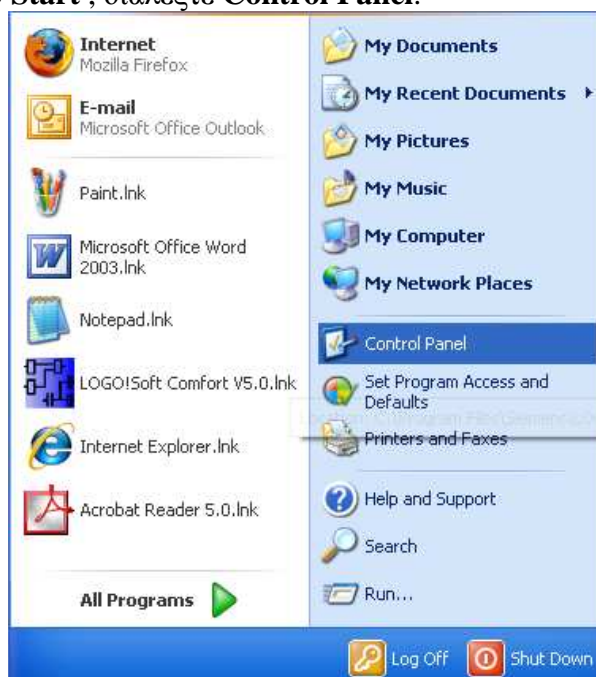 Start , διαλέξτε Control Panel.
Internet
Mozilla Firefox
E-mail
Microsoft Office Outlook
Paint.lnk
Microsoft Office Word
2003.lnk
Notepad.lnk
LOGO!Soft Comfort V5.0.lnk
Internet Explorer.lnk
Acrobat Reader 5.0.lnk
All Programs
My Documents
My Recent Documents
My Pictures
My Music
My Computer
My Network Places
Control Panel
Set Program Access and
Defaults
Printers and Faxes
Help and Support
Search
Run...
Log Off
Shut Down